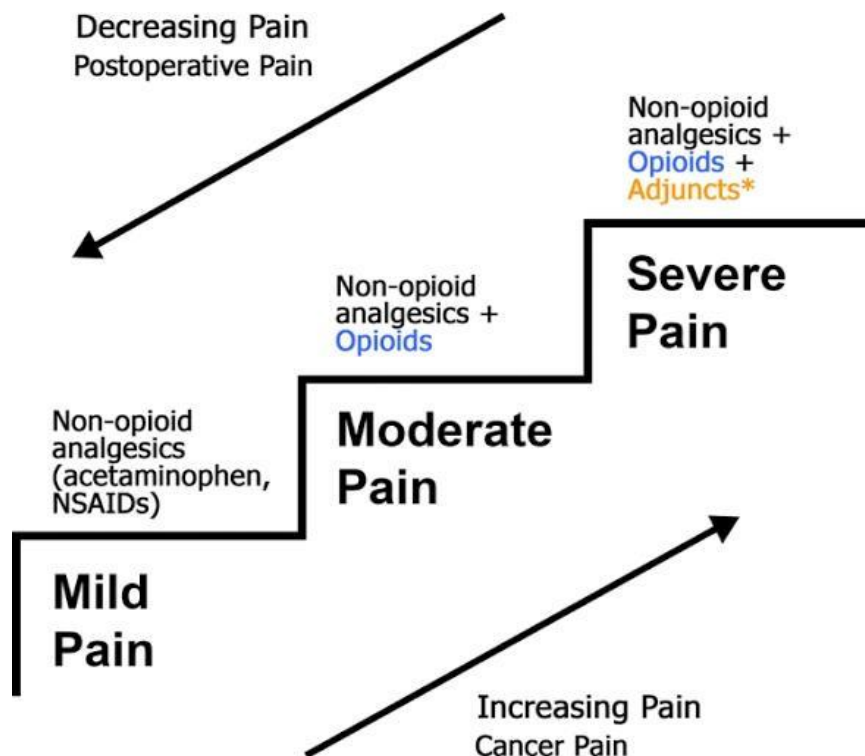 Decreasing Pain
Postoperative Pain
Non-opioid
analgesics +
Opioids +
Adjuncts*
Severe
Pain
Non-opioid
analgesics +
Opioids
Moderate
Pain
Non-opioid
analgesics
(acetaminophen,
NSAIDs)
Mild
Pain
Increasing Pain
Cancer Pain